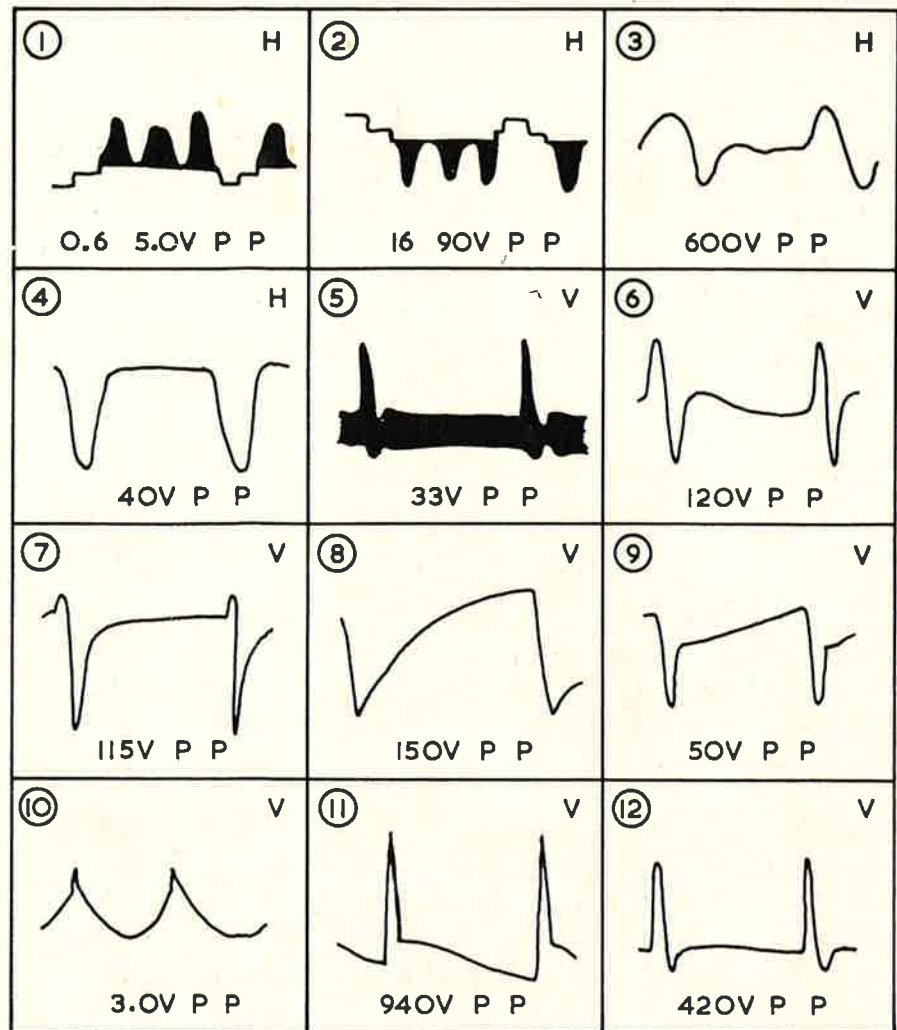 1 H
0.6 5.0V P P
2 H
16 90V P P
3 H
600V P P
4 H
40V P P
5 V
33V P P
6 V
120V P P
7 V
115V P P
8 V
150V P P
9 V
50V P P
10 V
3.0V P P
11 V
940V P P
12 V
420V P P